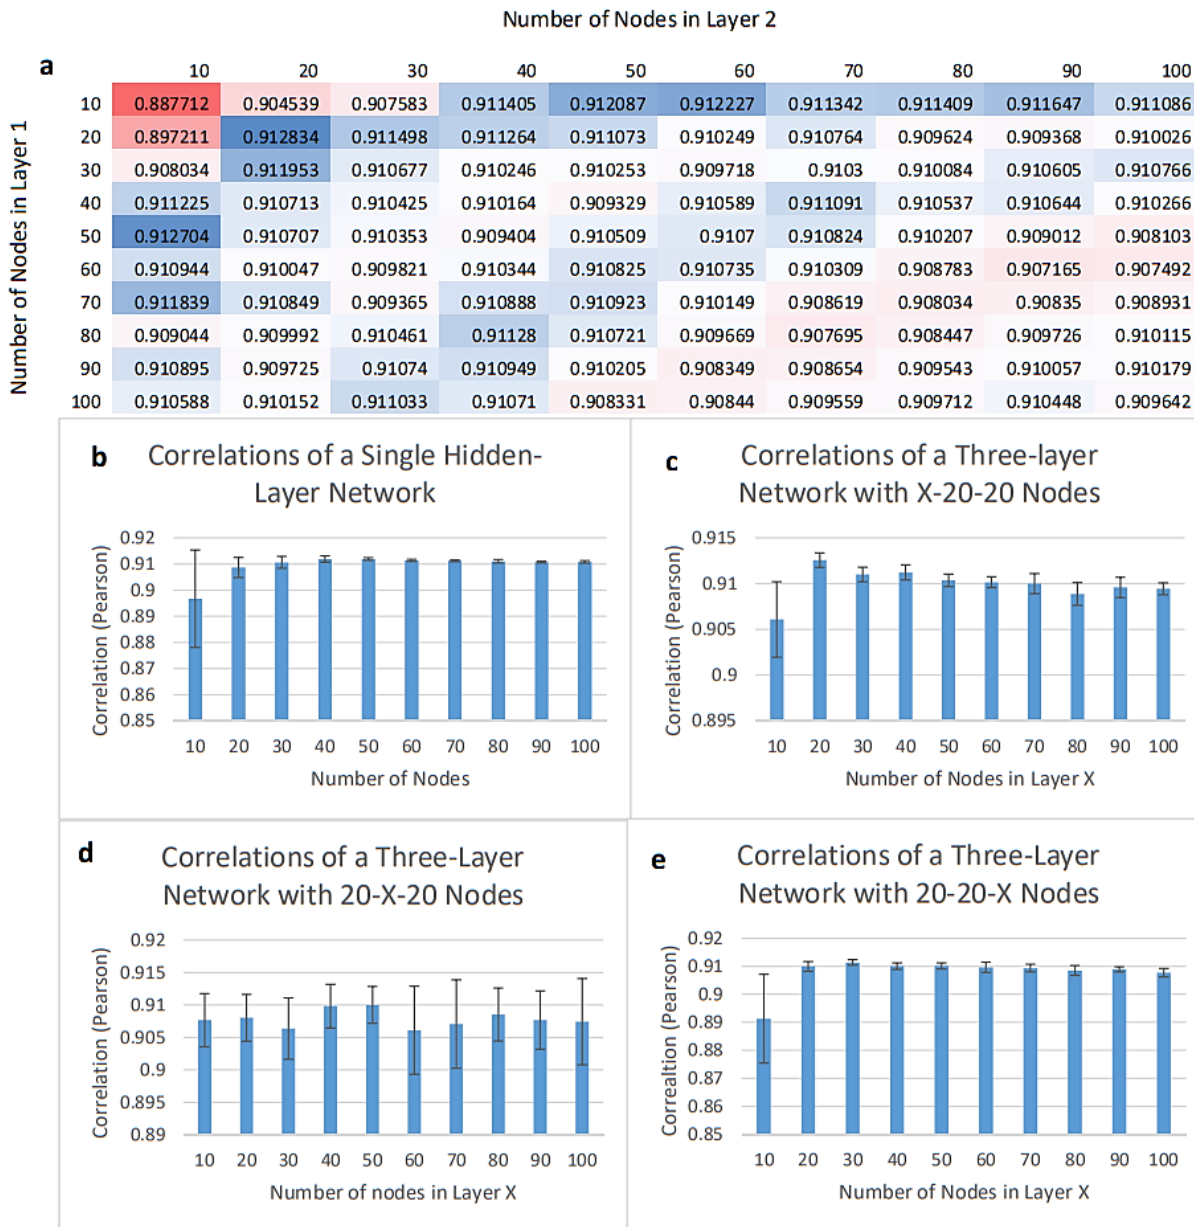 Number of Nodes in Layer 2
a
10 20 30 40 50 60 70 80 90 100
Number of Nodes in Layer 1
10 0.887712 0.904539 0.907583 0.911405 0.912087 0.912227 0.911342 0.911409 0.911647 0.911086
20 0.897211 0.912834 0.911498 0.911264 0.911073 0.910249 0.910764 0.909624 0.909368 0.910026
30 0.908034 0.911953 0.910677 0.910246 0.910253 0.909718 0.9103 0.910084 0.910605 0.910766
40 0.911225 0.910713 0.910425 0.910164 0.909329 0.910589 0.911091 0.910537 0.910644 0.910266
50 0.912704 0.910707 0.910353 0.909404 0.910509 0.9107 0.910824 0.910207 0.909012 0.908103
60 0.910944 0.910047 0.909821 0.910344 0.910825 0.910735 0.910309 0.908783 0.907165 0.907492
70 0.911839 0.910849 0.909365 0.910888 0.910923 0.910149 0.908619 0.908034 0.90835 0.908931
80 0.909044 0.909992 0.910461 0.91128 0.910721 0.909669 0.907695 0.908447 0.909726 0.910115
90 0.910895 0.909725 0.91074 0.910949 0.910205 0.908349 0.908654 0.909543 0.910057 0.910179
100 0.910588 0.910152 0.911033 0.91071 0.908331 0.90844 0.909559 0.909712 0.910448 0.909642
b
Correlations of a Single Hidden-
Layer Network
Correlation (Pearson)
0.92
0.91
0.9
0.89
0.88
0.87
0.86
0.85
10 20 30 40 50 60 70 80 90 100
Number of Nodes
c
Correlations of a Three-layer
Network with X-20-20 Nodes
Correlation (Pearson)
0.915
0.91
0.905
0.9
0.895
10 20 30 40 50 60 70 80 90 100
Number of Nodes in Layer X
d
Correlations of a Three-Layer
Network with 20-X-20 Nodes
Correlation (Pearson)
0.92
0.915
0.91
0.905
0.9
0.895
0.89
10 20 30 40 50 60 70 80 90 100
Number of nodes in Layer X
e
Correlations of a Three-Layer
Network with 20-20-X Nodes
Correaltion (Pearson)
0.92
0.91
0.9
0.89
0.88
0.87
0.86
0.85
10 20 30 40 50 60 70 80 90 100
Number of Nodes in Layer X